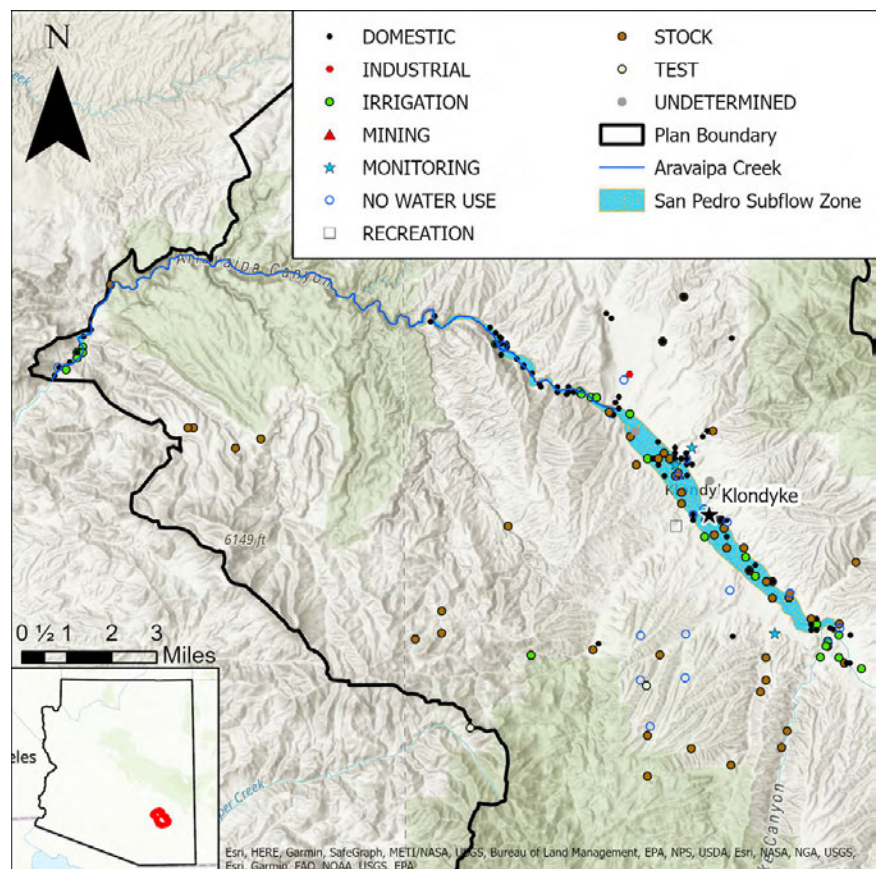 N
DOMESTIC
INDUSTRIAL
IRRIGATION
MINING
MONITORING
NO WATER USE
RECREATION
STOCK
TEST
UNDETERMINED
Plan Boundary
Aravaipa Creek
San Pedro Subflow Zone
Canyon
Klondyke
6149 ft
0 ½ 1 2 3
Miles
Creek
Canyon
Esri, HERE, Garmin, SafeGraph, METI/NASA, USGS, Bureau of Land Management, EPA, NPS, USDA, Esri, NASA, NGA, USGS,
Esri, Garmin, FAO, NOAA, USGS, EPA